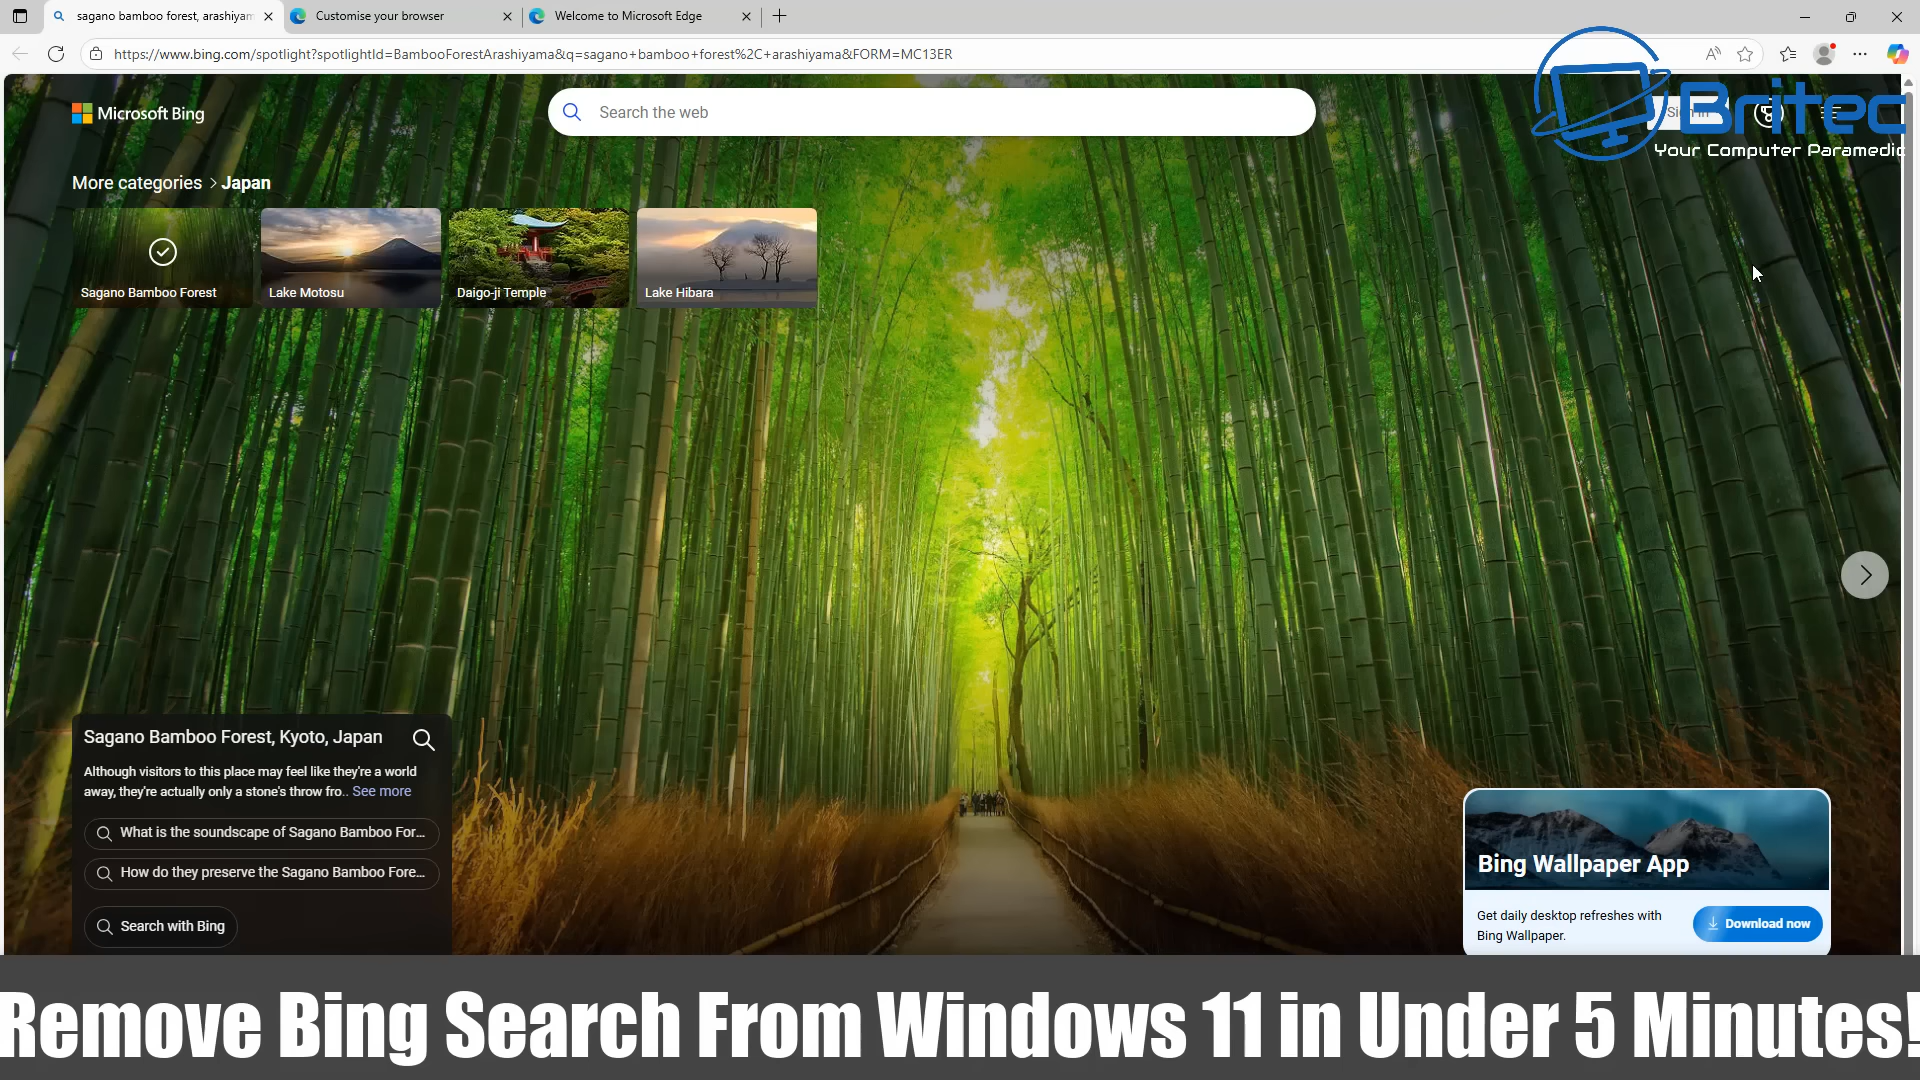 sagano bamboo forest, arashiyam
Customise your browser
Welcome to Microsoft Edge
https://www.bing.com/spotlight?spotlightId=BambooForestArashiyama&q=sagano+bamboo+forest%2C+arashiyama&FORM=MC13ER
Microsoft Bing
Search the web
Sign in
Britec
Your Computer Paramedic
More categories > Japan
Sagano Bamboo Forest
Lake Motosu
Daigo-ji Temple
Lake Hibara
Sagano Bamboo Forest, Kyoto, Japan
Although visitors to this place may feel like they're a world
away, they're actually only a stone's throw fro.. See more
What is the soundscape of Sagano Bamboo For...
How do they preserve the Sagano Bamboo Fore...
Search with Bing
Bing Wallpaper App
Get daily desktop refreshes with
Bing Wallpaper.
Download now
Remove Bing Search From Windows 11 in Under 5 Minutes!